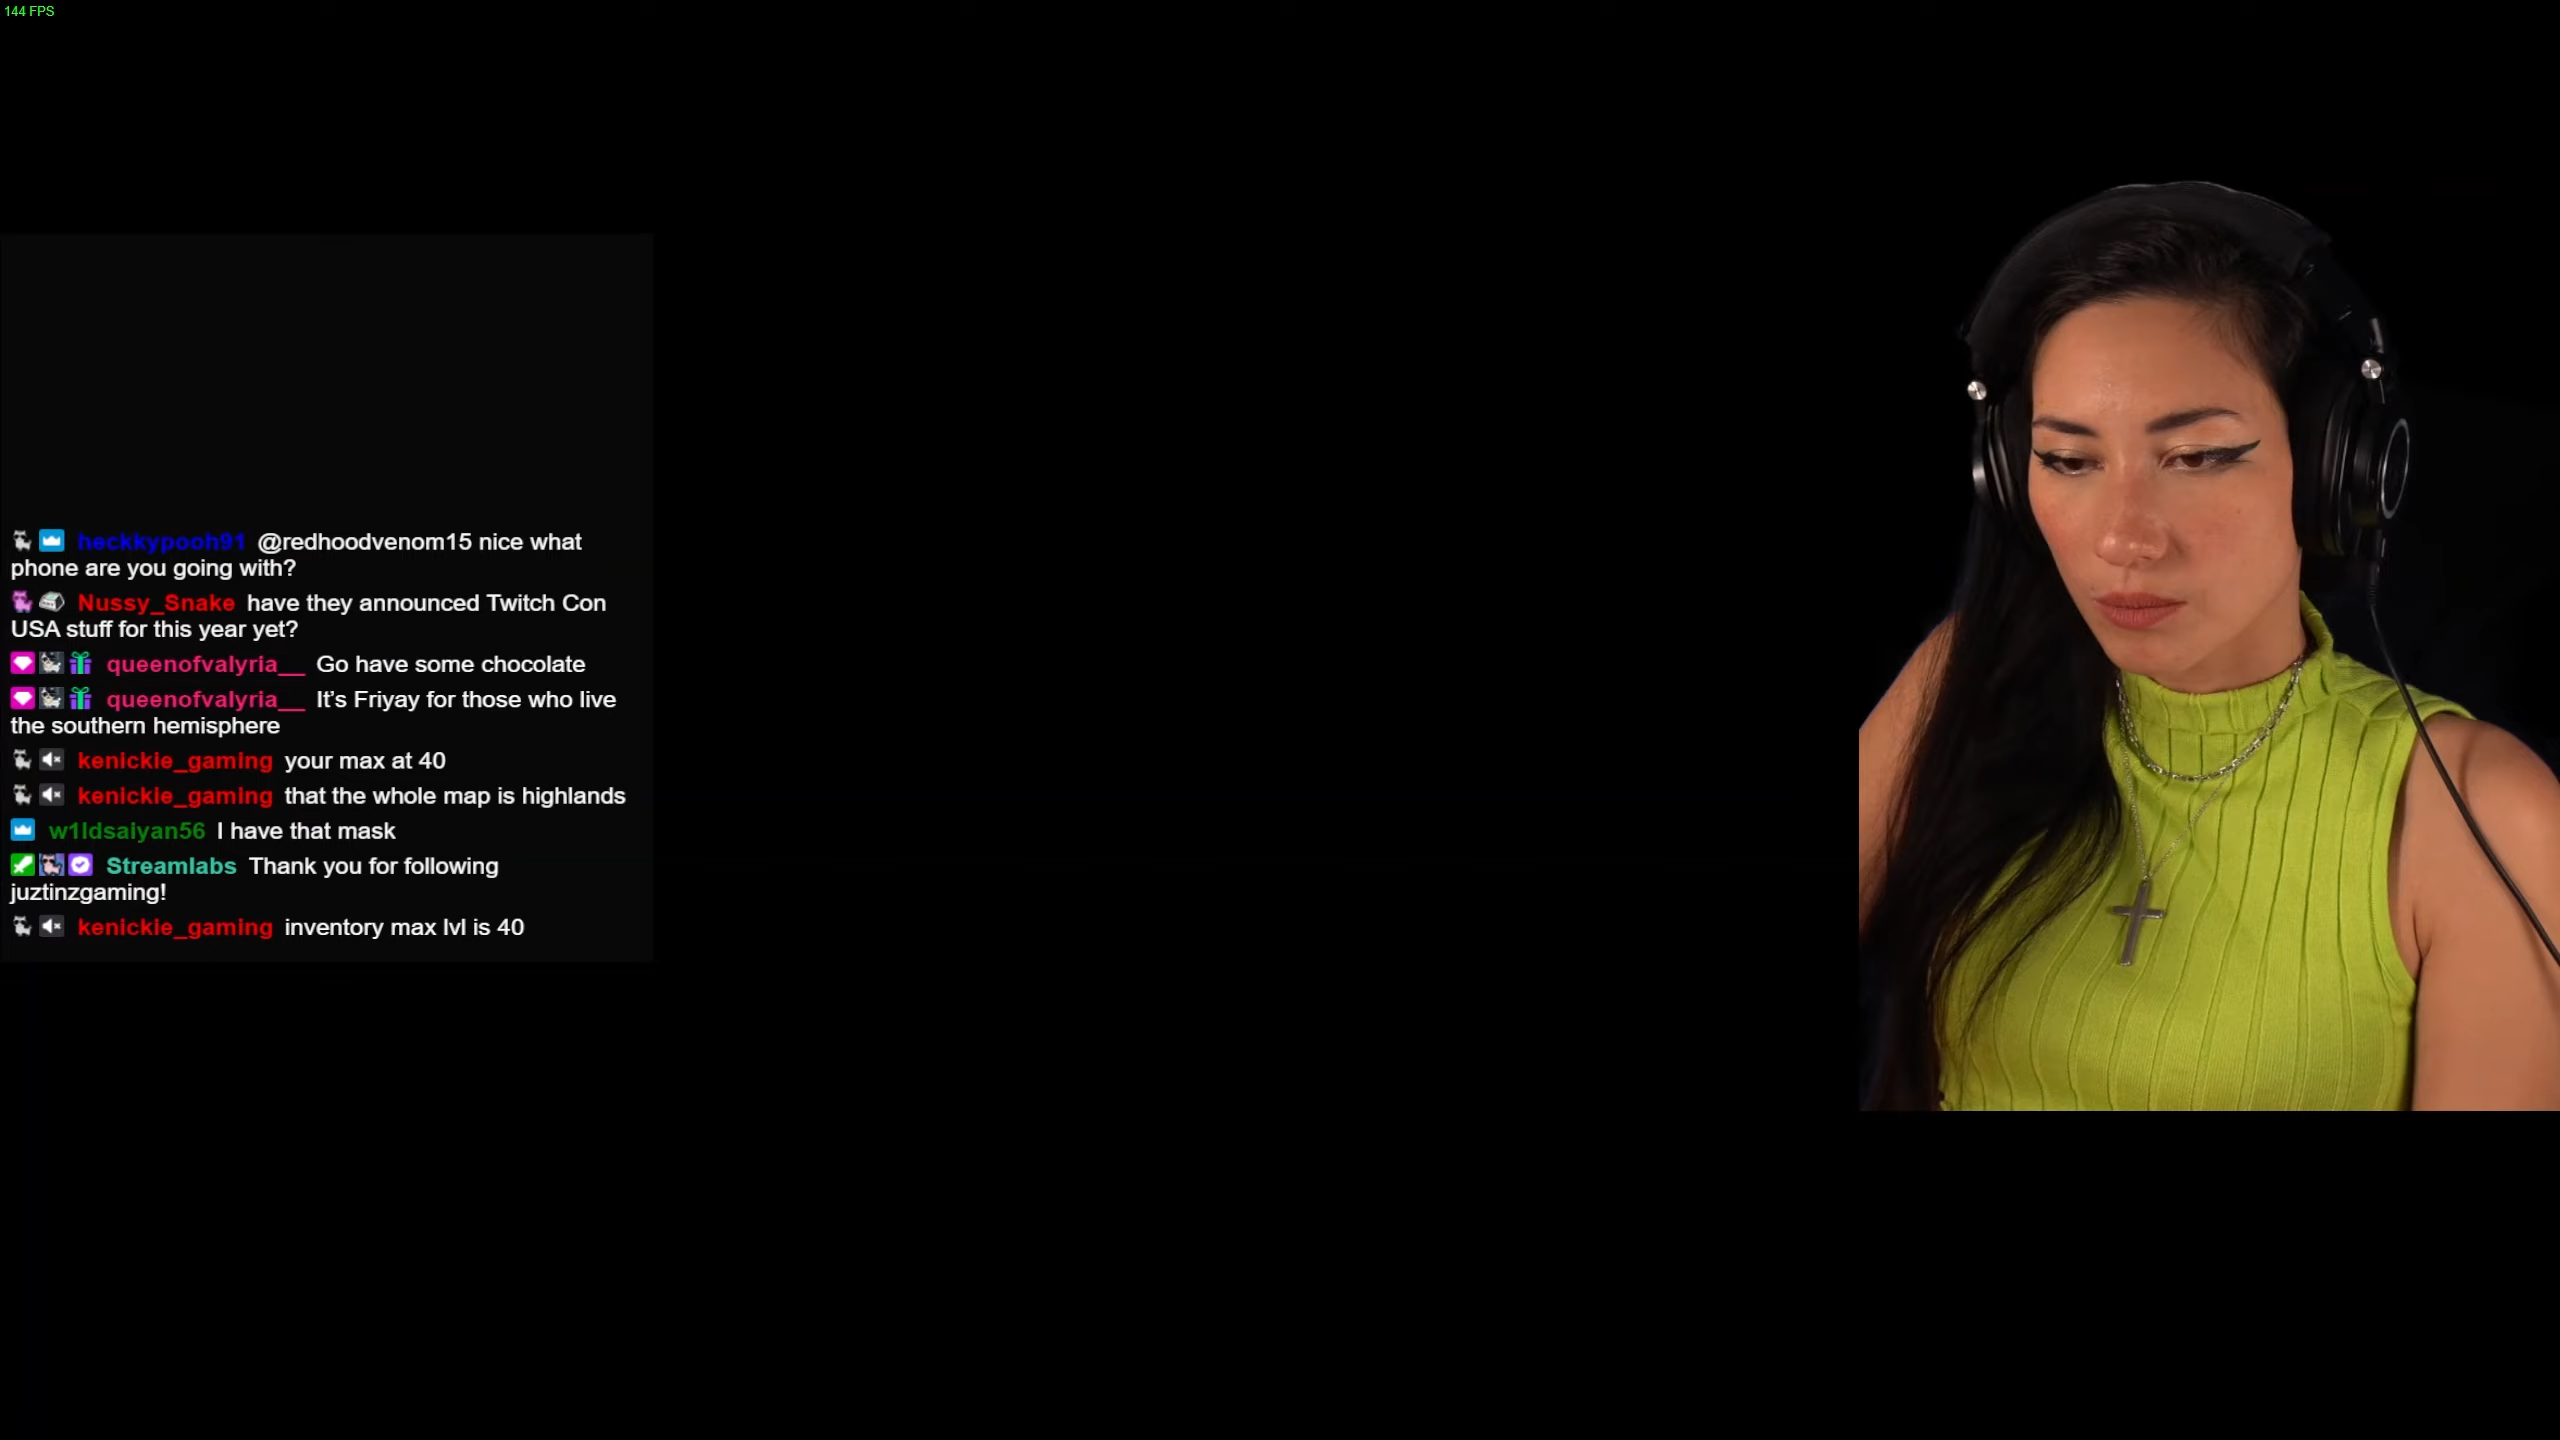 144 FPS
heckkypooh91 @redhoodvenom15 nice what
phone are you going with?
Nussy_Snake have they announced Twitch Con
USA stuff for this year yet?
queenofvalyria__ Go have some chocolate
queenofvalyria__ It’s Friyay for those who live
the southern hemisphere
kenickie_gaming your max at 40
kenickie_gaming that the whole map is highlands
w1ldsaiyan56 I have that mask
Streamlabs Thank you for following
juztinzgaming!
kenickie_gaming inventory max lvl is 40